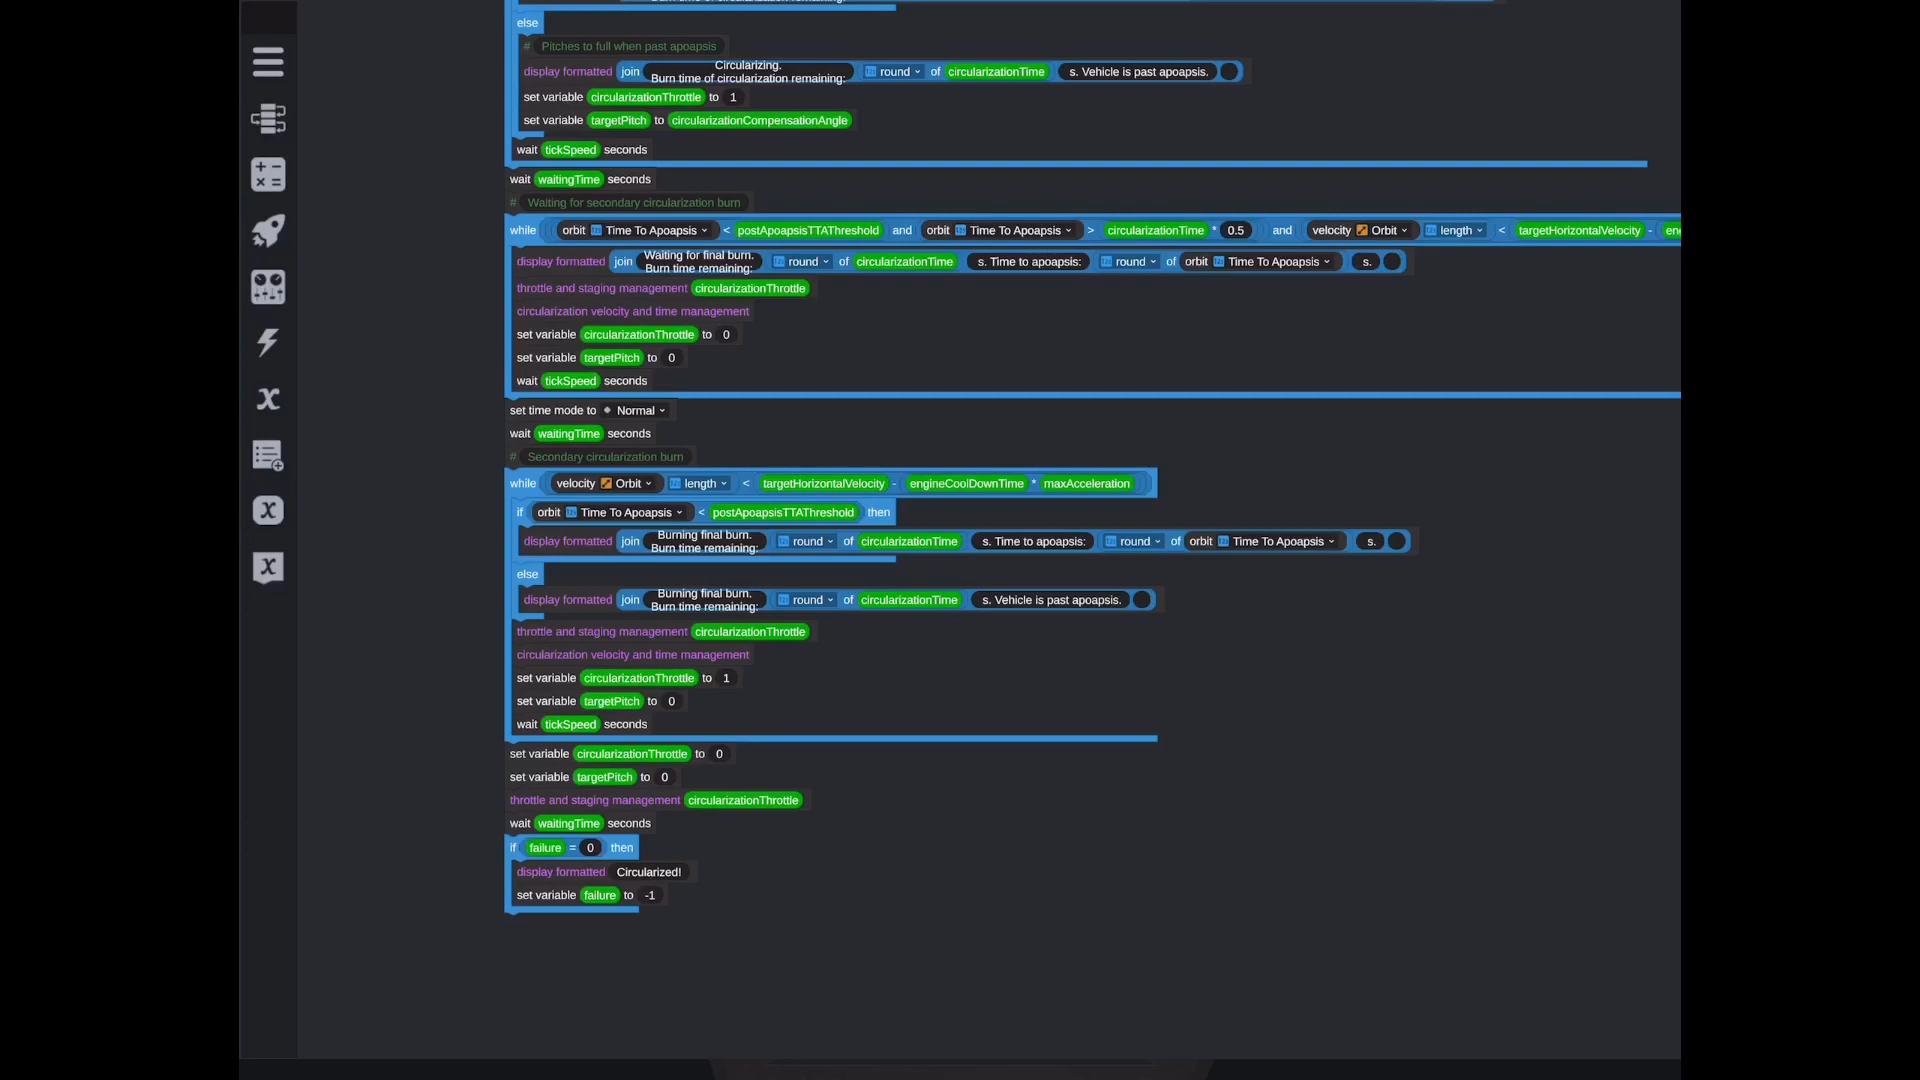 else
# Pitches to full when past apoapsis
display formatted join Circularizing.
Burn time of circularization remaining: round of circularizationTime s. Vehicle is past apoapsis.
set variable circularizationThrottle to 1
set variable targetPitch to circularizationCompensationAngle
wait tickSpeed seconds
wait waitingTime seconds
# Waiting for secondary circularization burn
while orbit Time To Apoapsis < postApoapsisTTAThreshold and orbit Time To Apoapsis > circularizationTime * 0.5 and velocity Orbit length < targetHorizontalVelocity -
display formatted join Waiting for final burn.
Burn time remaining: round of circularizationTime s. Time to apoapsis: round of orbit Time To Apoapsis s.
throttle and staging management circularizationThrottle
circularization velocity and time management
set variable circularizationThrottle to 0
set variable targetPitch to 0
wait tickSpeed seconds
set time mode to Normal
wait waitingTime seconds
# Secondary circularization burn
while velocity Orbit length < targetHorizontalVelocity - engineCoolDownTime * maxAcceleration
if orbit Time To Apoapsis < postApoapsisTTAThreshold then
display formatted join Burning final burn.
Burn time remaining: round of circularizationTime s. Time to apoapsis: round of orbit Time To Apoapsis s.
else
display formatted join Burning final burn.
Burn time remaining: round of circularizationTime s. Vehicle is past apoapsis.
throttle and staging management circularizationThrottle
circularization velocity and time management
set variable circularizationThrottle to 1
set variable targetPitch to 0
wait tickSpeed seconds
set variable circularizationThrottle to 0
set variable targetPitch to 0
throttle and staging management circularizationThrottle
wait waitingTime seconds
if failure = 0 then
display formatted Circularized!
set variable failure to -1